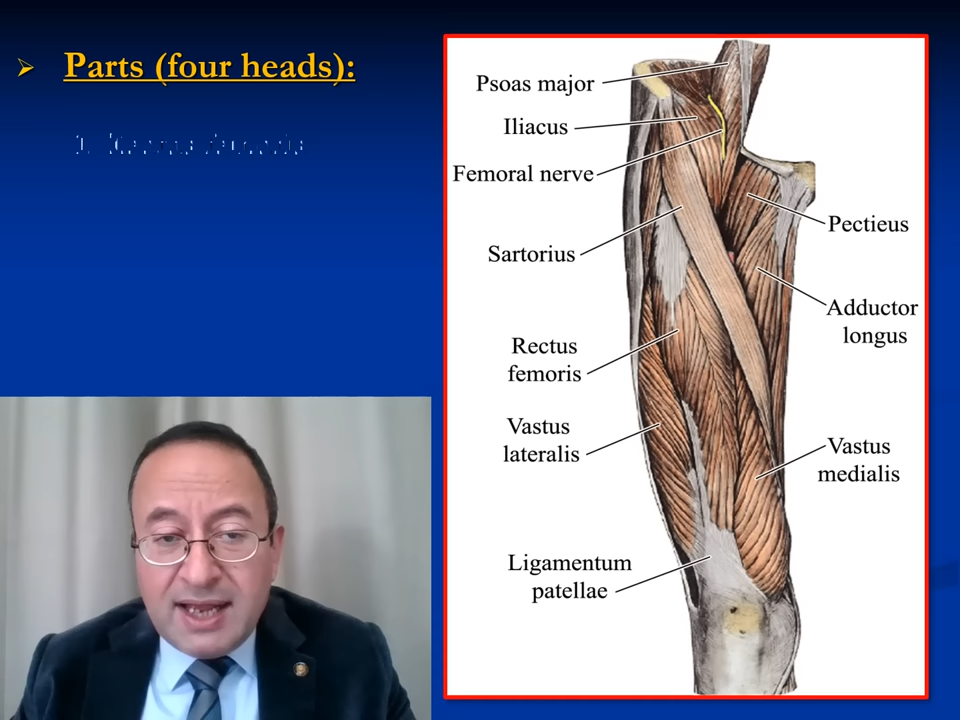 Parts (four heads):
Psoas major
Iliacus
Femoral nerve
Sartorius
Pectieus
Adductor
longus
Rectus
femoris
Vastus
lateralis
Vastus
medialis
Ligamentum
patellae